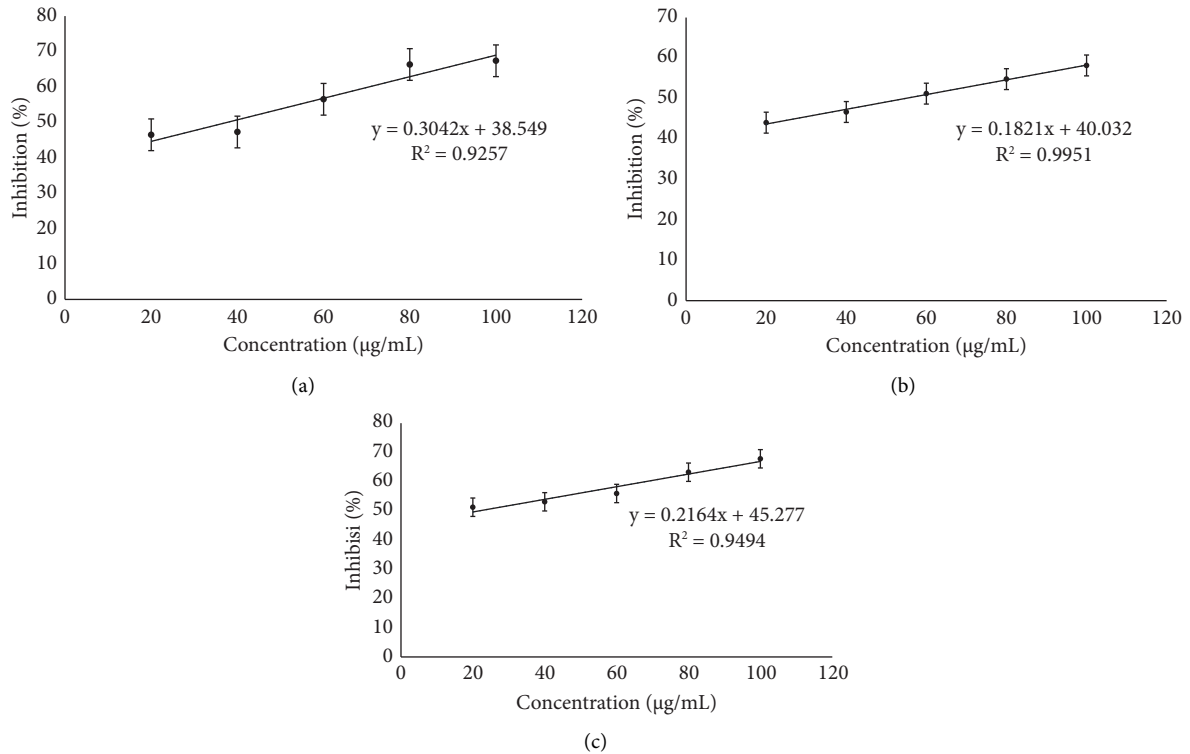 80
70
60
50
40
30
20
10
0
Inhibition (%)
y = 0.3042x + 38.549
R² = 0.9257
0 20 40 60 80 100 120
Concentration (µg/mL)
(a)
70
60
50
40
30
20
10
0
Inhibition (%)
y = 0.1821x + 40.032
R² = 0.9951
0 20 40 60 80 100 120
Concentration (µg/mL)
(b)
80
70
60
50
40
30
20
10
0
Inhibisi (%)
y = 0.2164x + 45.277
R² = 0.9494
0 20 40 60 80 100 120
Concentration (µg/mL)
(c)